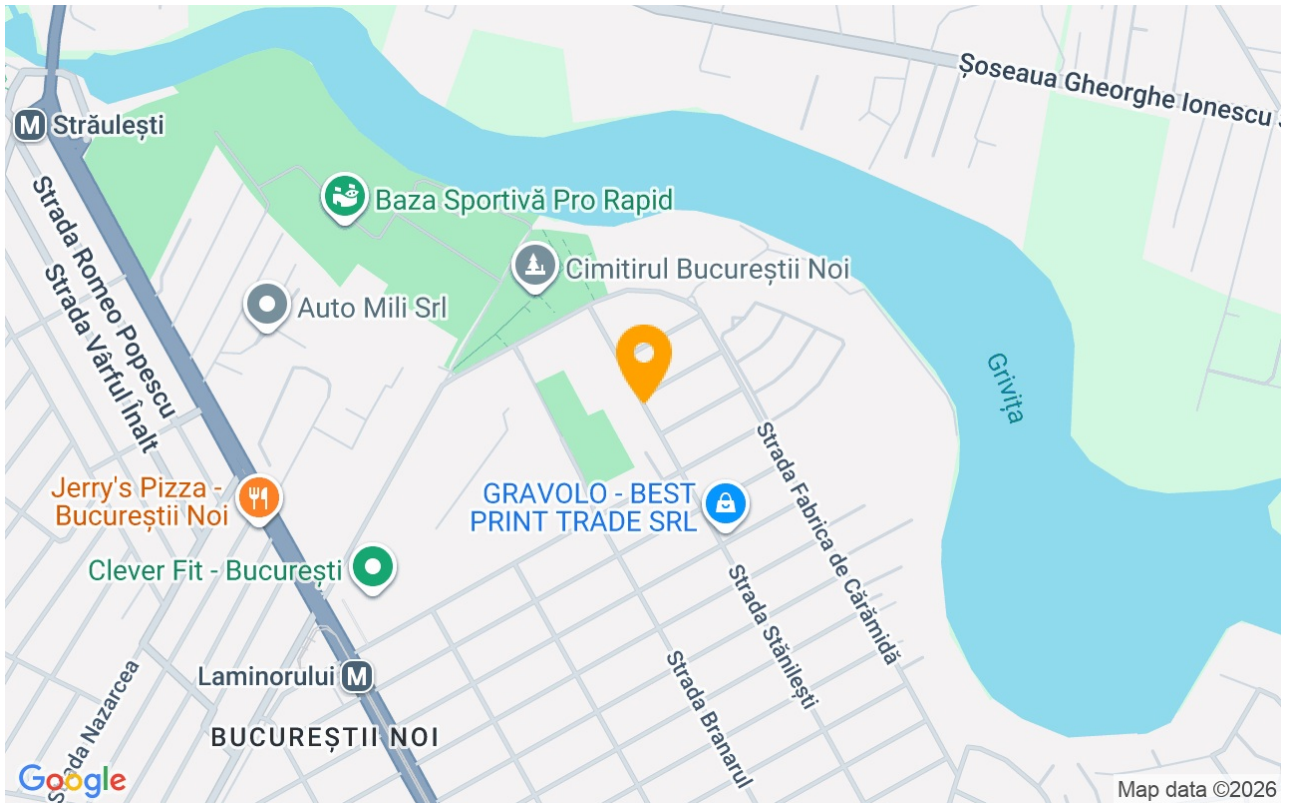 Șoseaua Gheorghe Ionescu
M Străulești
Baza Sportivă Pro Rapid
Strada Romeo Popescu
Strada Vârful Înalt
Cimitirul Bucureștii Noi
Auto Mili Srl
Grivița
Jerry's Pizza -
Bucureștii Noi
GRAVOLO - BEST
PRINT TRADE SRL
Strada Fabrica de Cărămidă
Clever Fit - București
Strada Stănilești
Laminorului M
Strada Branarul
Strada Nazarcea
BUCUREȘTII NOI
Google
Map data ©2026